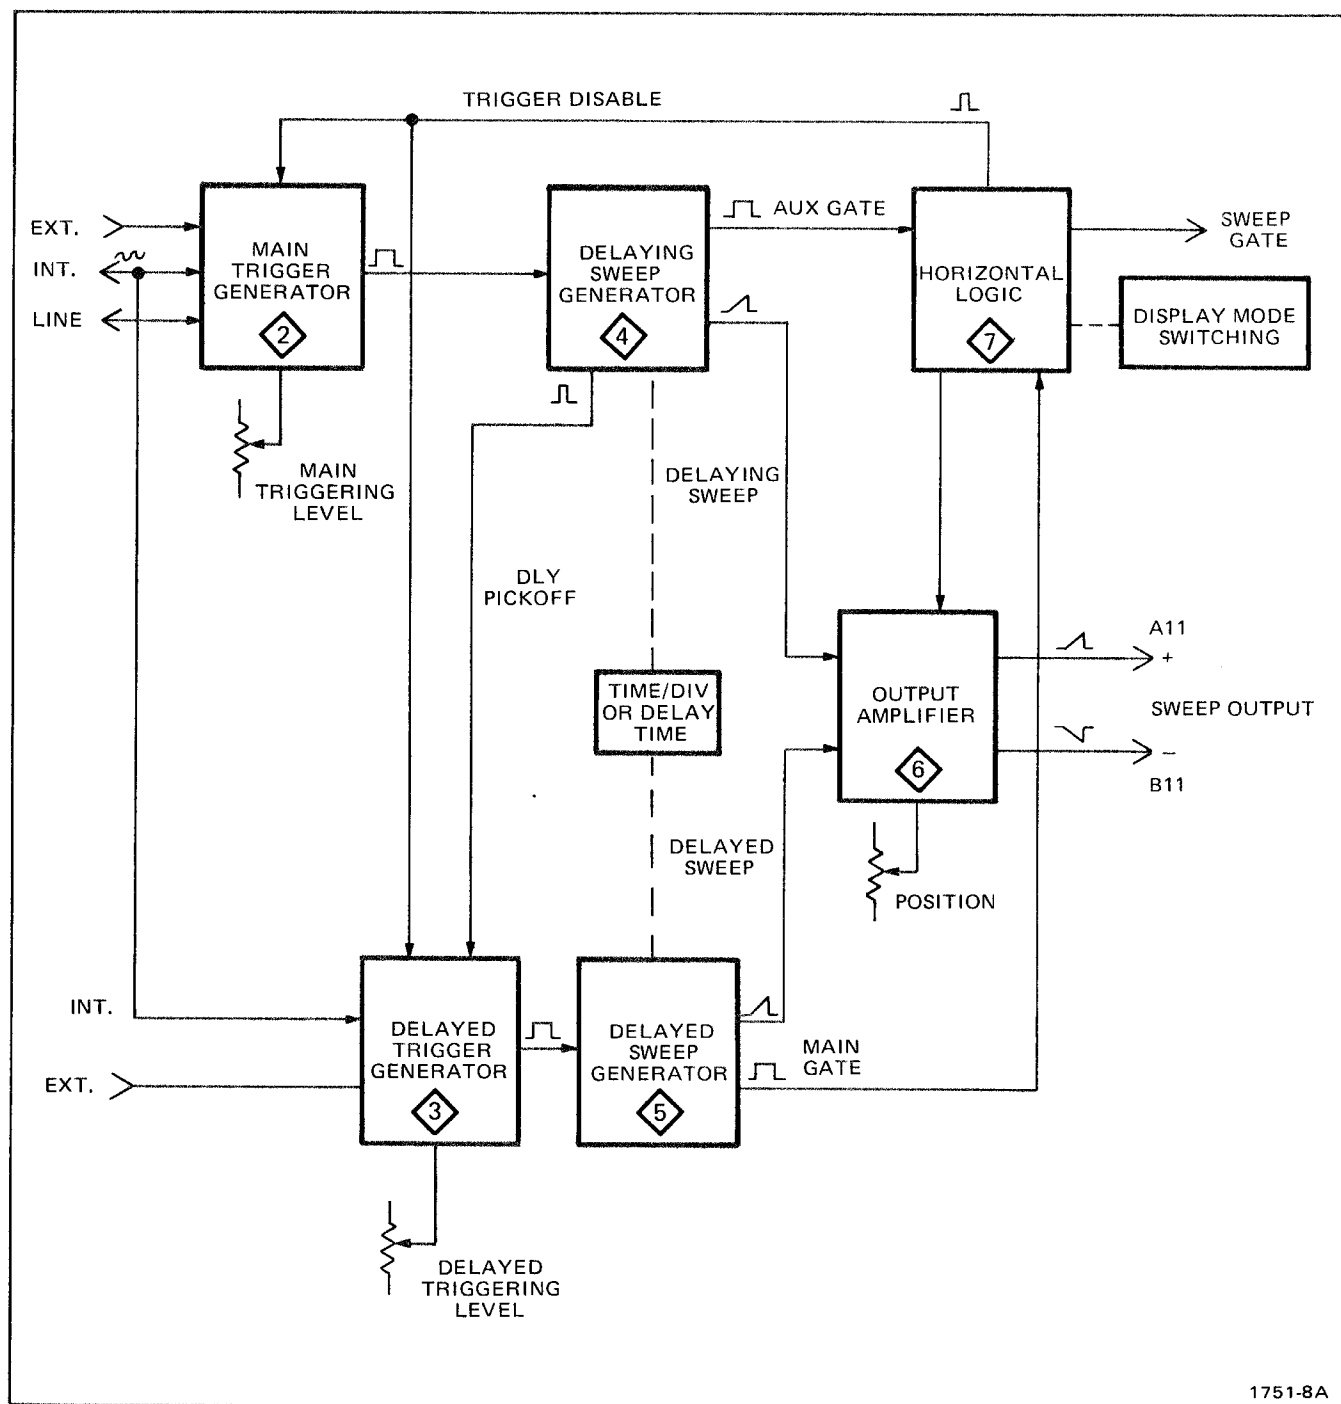 TRIGGER DISABLE
EXT.
INT.
LINE
MAIN
TRIGGER
GENERATOR
2
DELAYING
SWEEP
GENERATOR
4
AUX GATE
HORIZONTAL
LOGIC
7
SWEEP
GATE
DISPLAY MODE
SWITCHING
MAIN
TRIGGERING
LEVEL
DELAYING
SWEEP
DLY
PICKOFF
TIME/DIV
OR DELAY
TIME
OUTPUT
AMPLIFIER
6
A11
+
SWEEP OUTPUT
–
B11
DELAYED
SWEEP
POSITION
INT.
EXT.
DELAYED
TRIGGER
GENERATOR
3
DELAYED
SWEEP
GENERATOR
5
MAIN
GATE
DELAYED
TRIGGERING
LEVEL
1751-8A